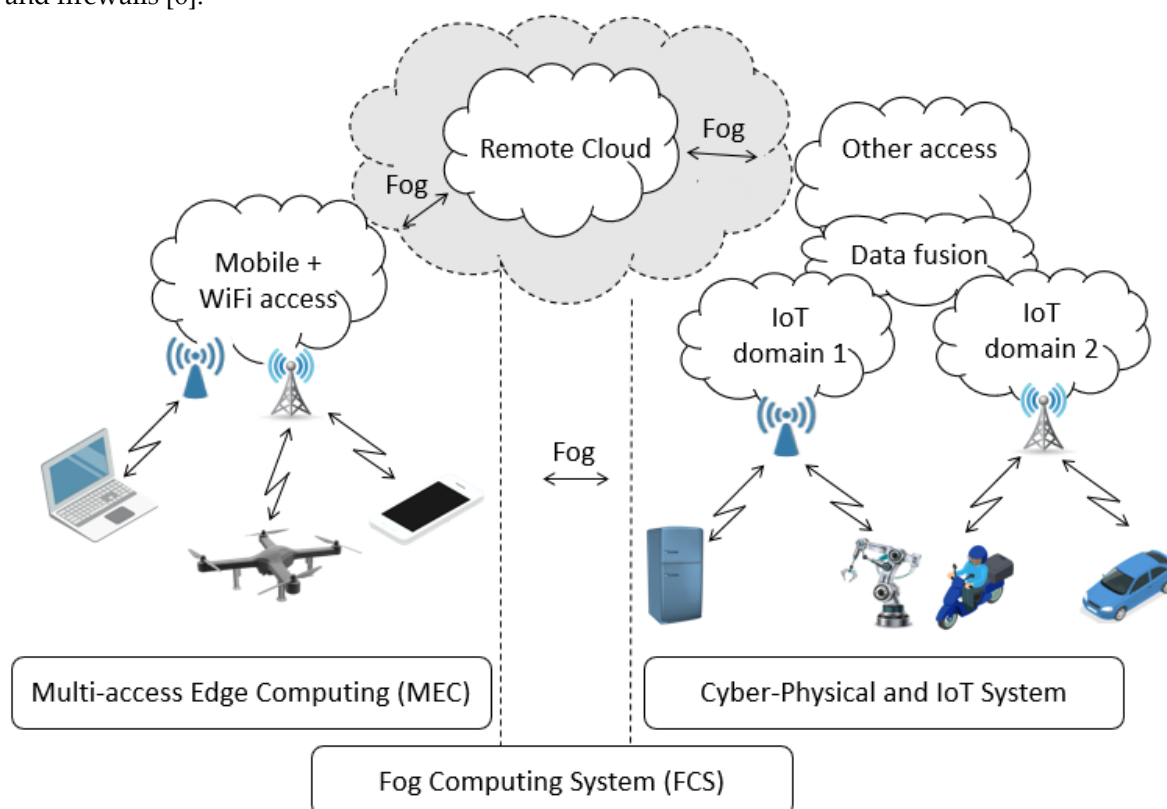 and firewalls [6].
Fog
Remote Cloud
Other access
Fog
Mobile +
WiFi access
Data fusion
IoT
domain 1
IoT
domain 2
Fog
Multi-access Edge Computing (MEC)
Cyber-Physical and IoT System
Fog Computing System (FCS)